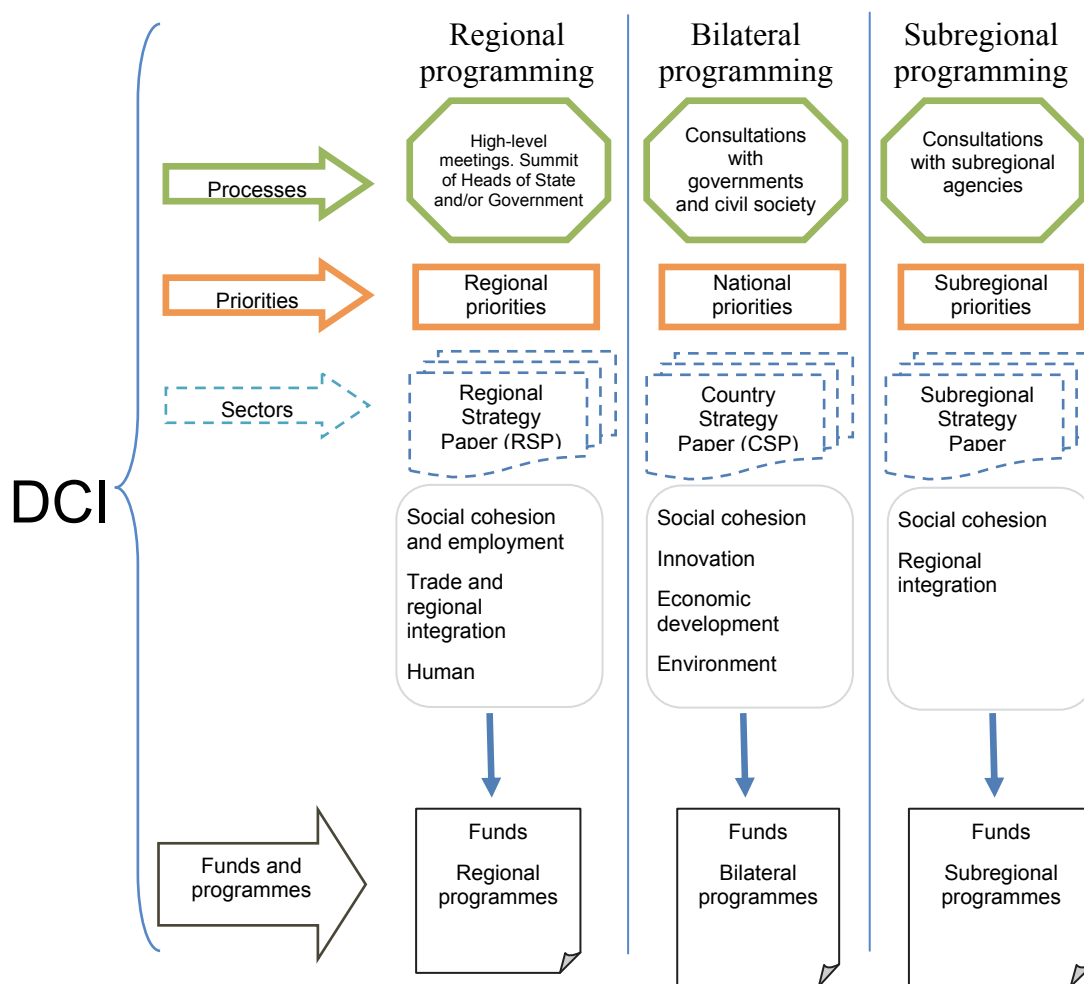 Regional
programming
Bilateral
programming
Subregional
programming
Processes
High-level
meetings. Summit
of Heads of State
and/or Government
Consultations
with
governments
and civil society
Consultations
with subregional
agencies
Priorities
Regional
priorities
National
priorities
Subregional
priorities
Sectors
Regional
Strategy
Paper (RSP)
Country
Strategy
Paper (CSP)
Subregional
Strategy
Paper
DCI
Social cohesion
and employment
Trade and
regional
integration
Human
Social cohesion
Innovation
Economic
development
Environment
Social cohesion
Regional
integration
Funds and
programmes
Funds
Regional
programmes
Funds
Bilateral
programmes
Funds
Subregional
programmes